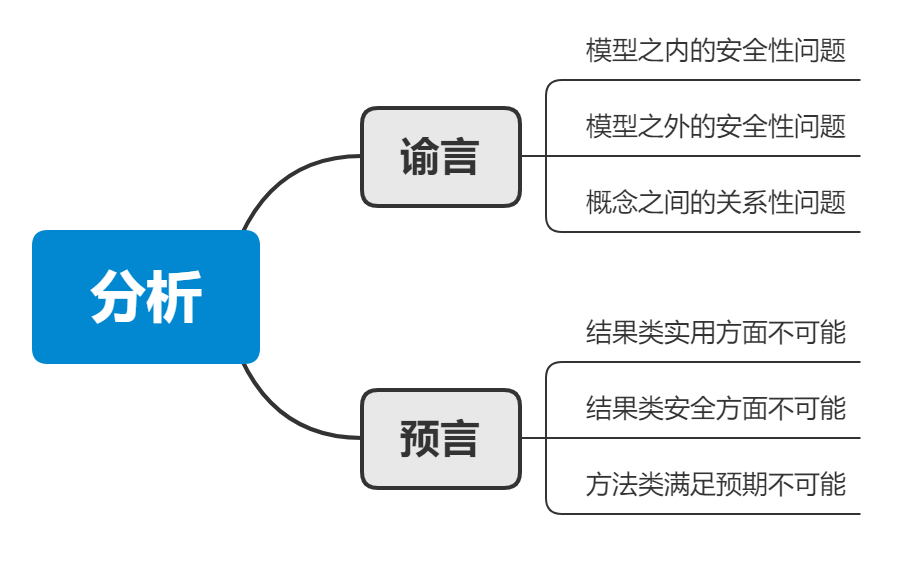 分析
谕言
模型之内的安全性问题
模型之外的安全性问题
概念之间的关系性问题
预言
结果类实用方面不可能
结果类安全方面不可能
方法类满足预期不可能